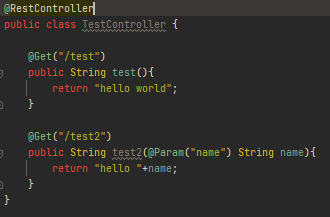 @RestController
public class TestController {
@Get("/test")
public String test(){
return "hello world";
}
@Get("/test2")
public String test2(@Param("name") String name){
return "hello "+name;
}
}